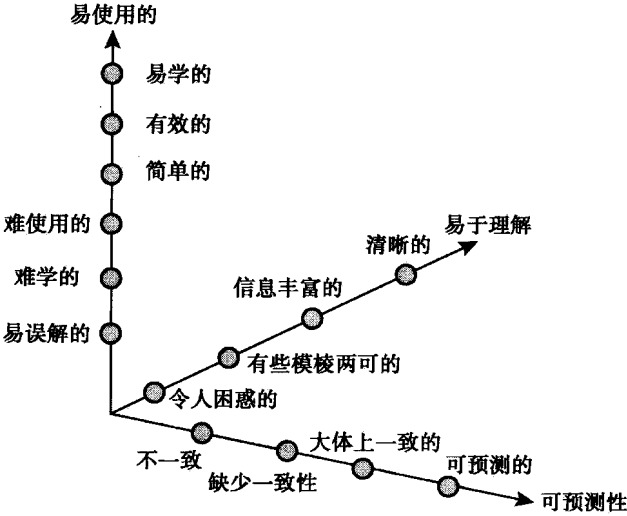 易使用的
易学的
有效的
简单的
难使用的
难学的
易误解的
易于理解
清晰的
信息丰富的
有些模棱两可的
令人困惑的
不一致
缺少一致性
大体上一致的
可预测的
可预测性